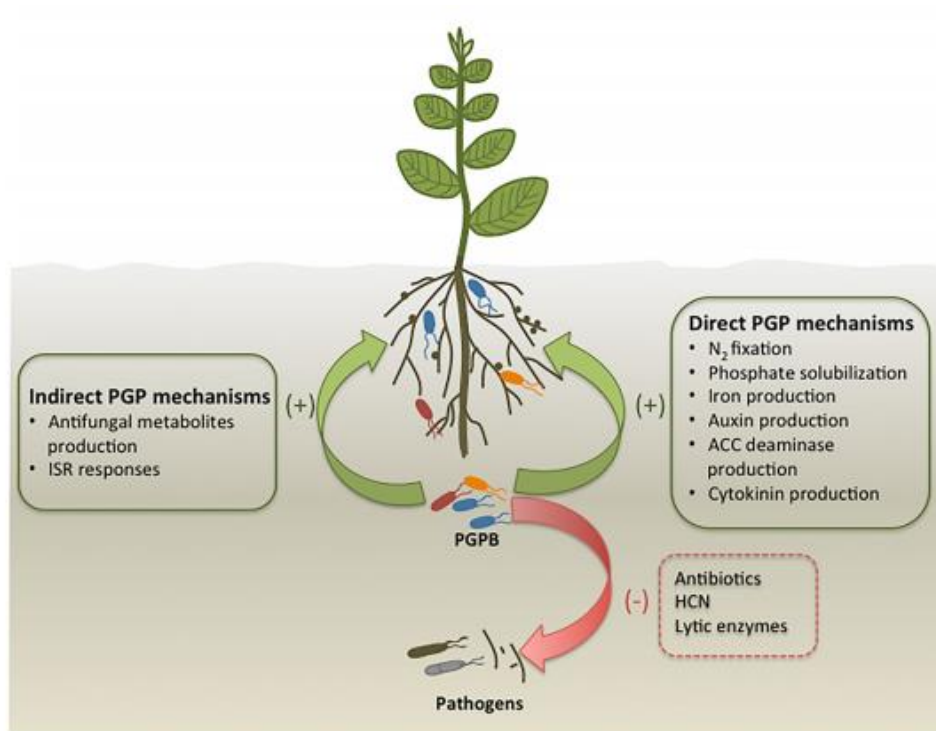 Indirect PGP mechanisms
• Antifungal metabolites
production
• ISR responses
(+)
(+)
Direct PGP mechanisms
• N₂ fixation
• Phosphate solubilization
• Iron production
• Auxin production
• ACC deaminase
production
• Cytokinin production
PGPB
(-)
Antibiotics
HCN
Lytic enzymes
Pathogens